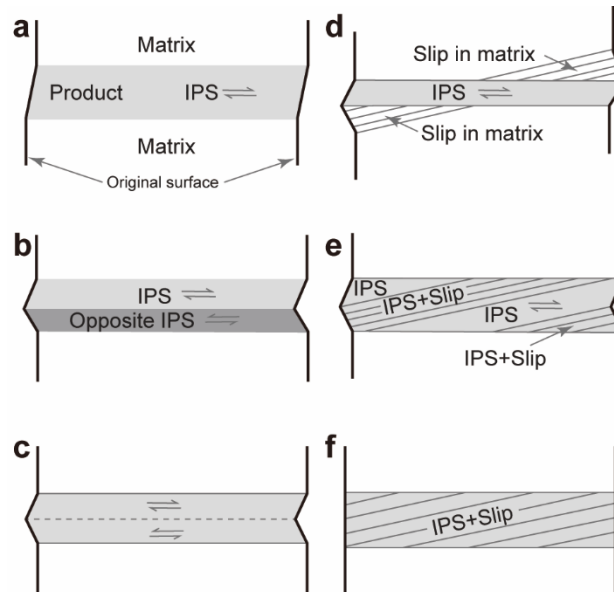 a
Matrix
Product IPS
Matrix
Original surface
b
IPS
Opposite IPS
c
d
Slip in matrix
IPS
Slip in matrix
e
IPS
IPS+Slip
IPS
IPS+Slip
f
IPS+Slip